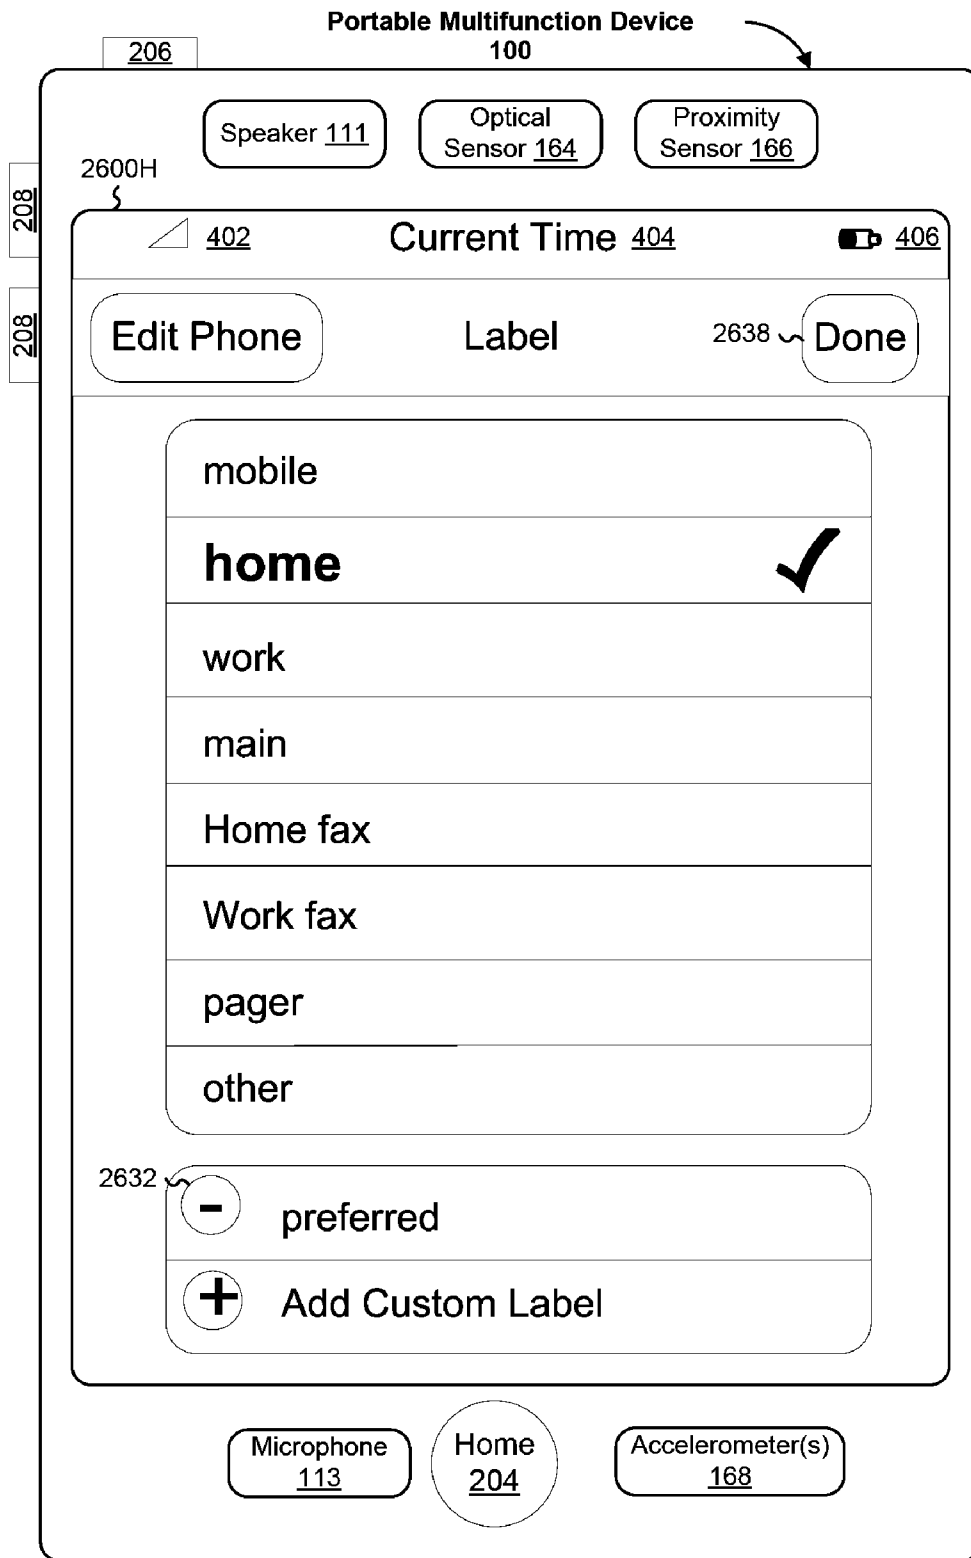 Portable Multifunction Device
100
206
Speaker 111
Optical
Sensor 164
Proximity
Sensor 166
2600H
208
402
Current Time 404
406
208
Edit Phone
Label
2638
Done
mobile
home
work
main
Home fax
Work fax
pager
other
2632
-
preferred
+
Add Custom Label
Microphone
113
Home
204
Accelerometer(s)
168